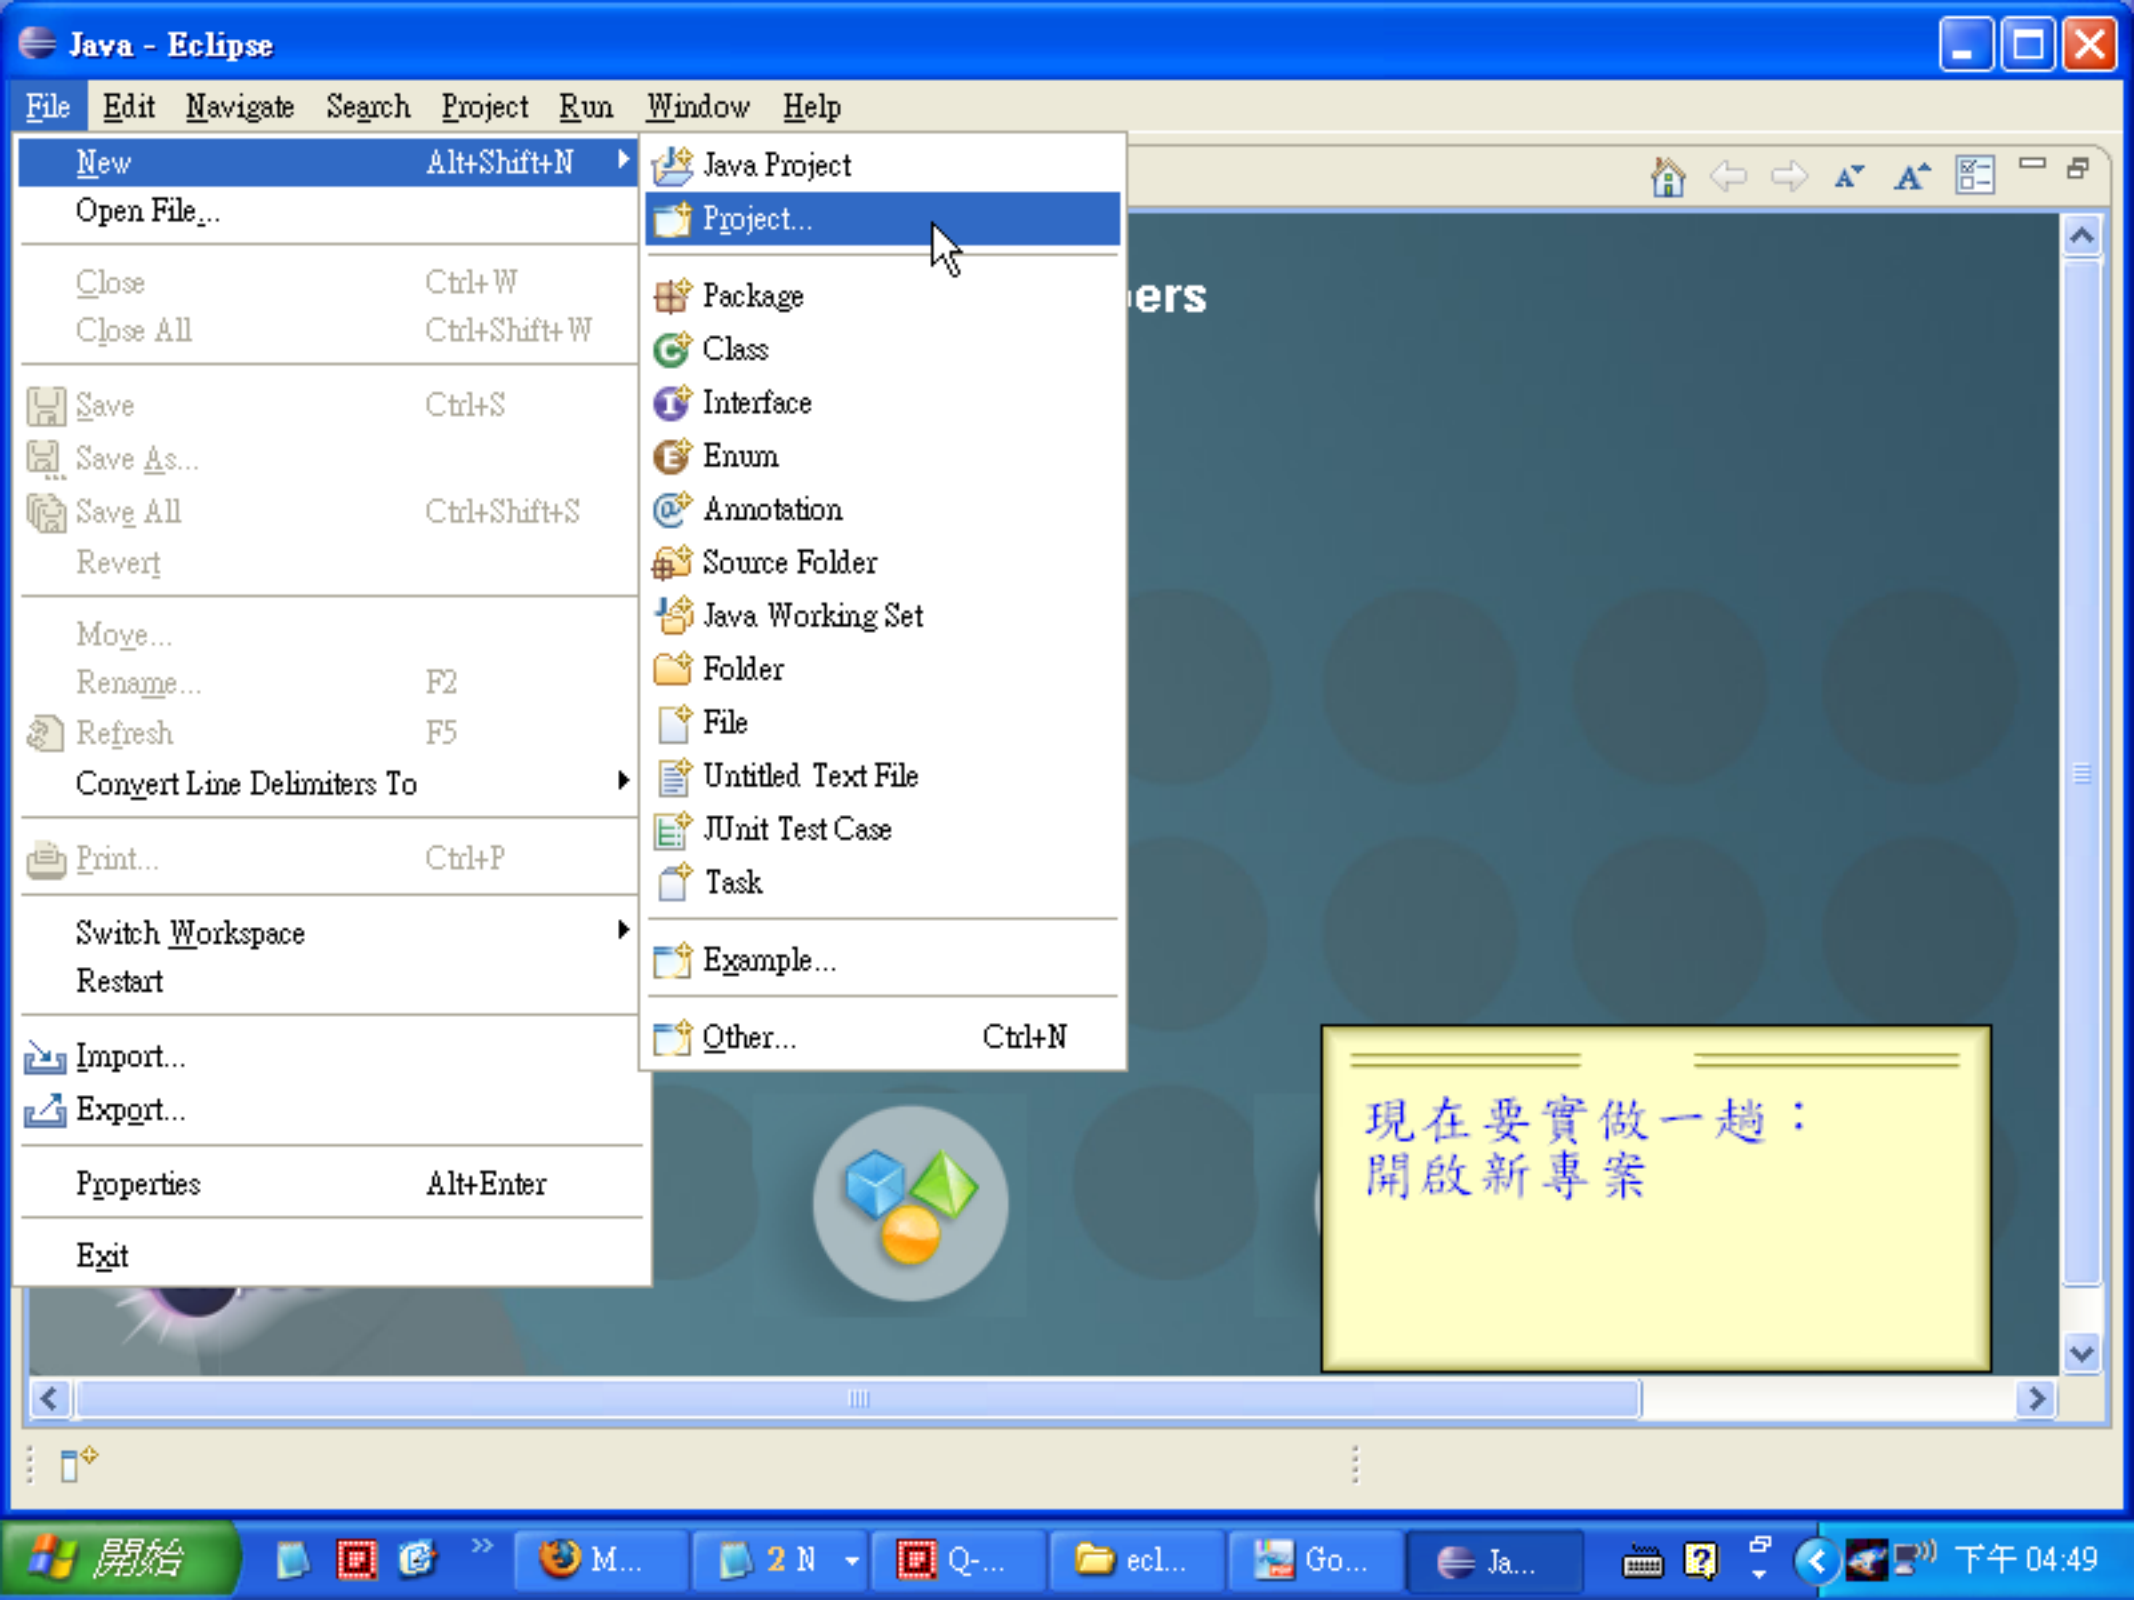 Java - Eclipse
File Edit Navigate Search Project Run Window Help
New Alt+Shift+N
Open File...
Close Ctrl+W
Close All Ctrl+Shift+W
Save Ctrl+S
Save As...
Save All Ctrl+Shift+S
Revert
Move...
Rename... F2
Refresh F5
Convert Line Delimiters To
Print... Ctrl+P
Switch Workspace
Restart
Import...
Export...
Properties Alt+Enter
Exit
Java Project
Project...
Package
Class
Interface
Enum
Annotation
Source Folder
Java Working Set
Folder
File
Untitled Text File
JUnit Test Case
Task
Example...
Other... Ctrl+N
ers
現在要實做一趟：
開啟新專案
開始 M... 2 N Q-... ecl... Go... Ja... 下午 04:49